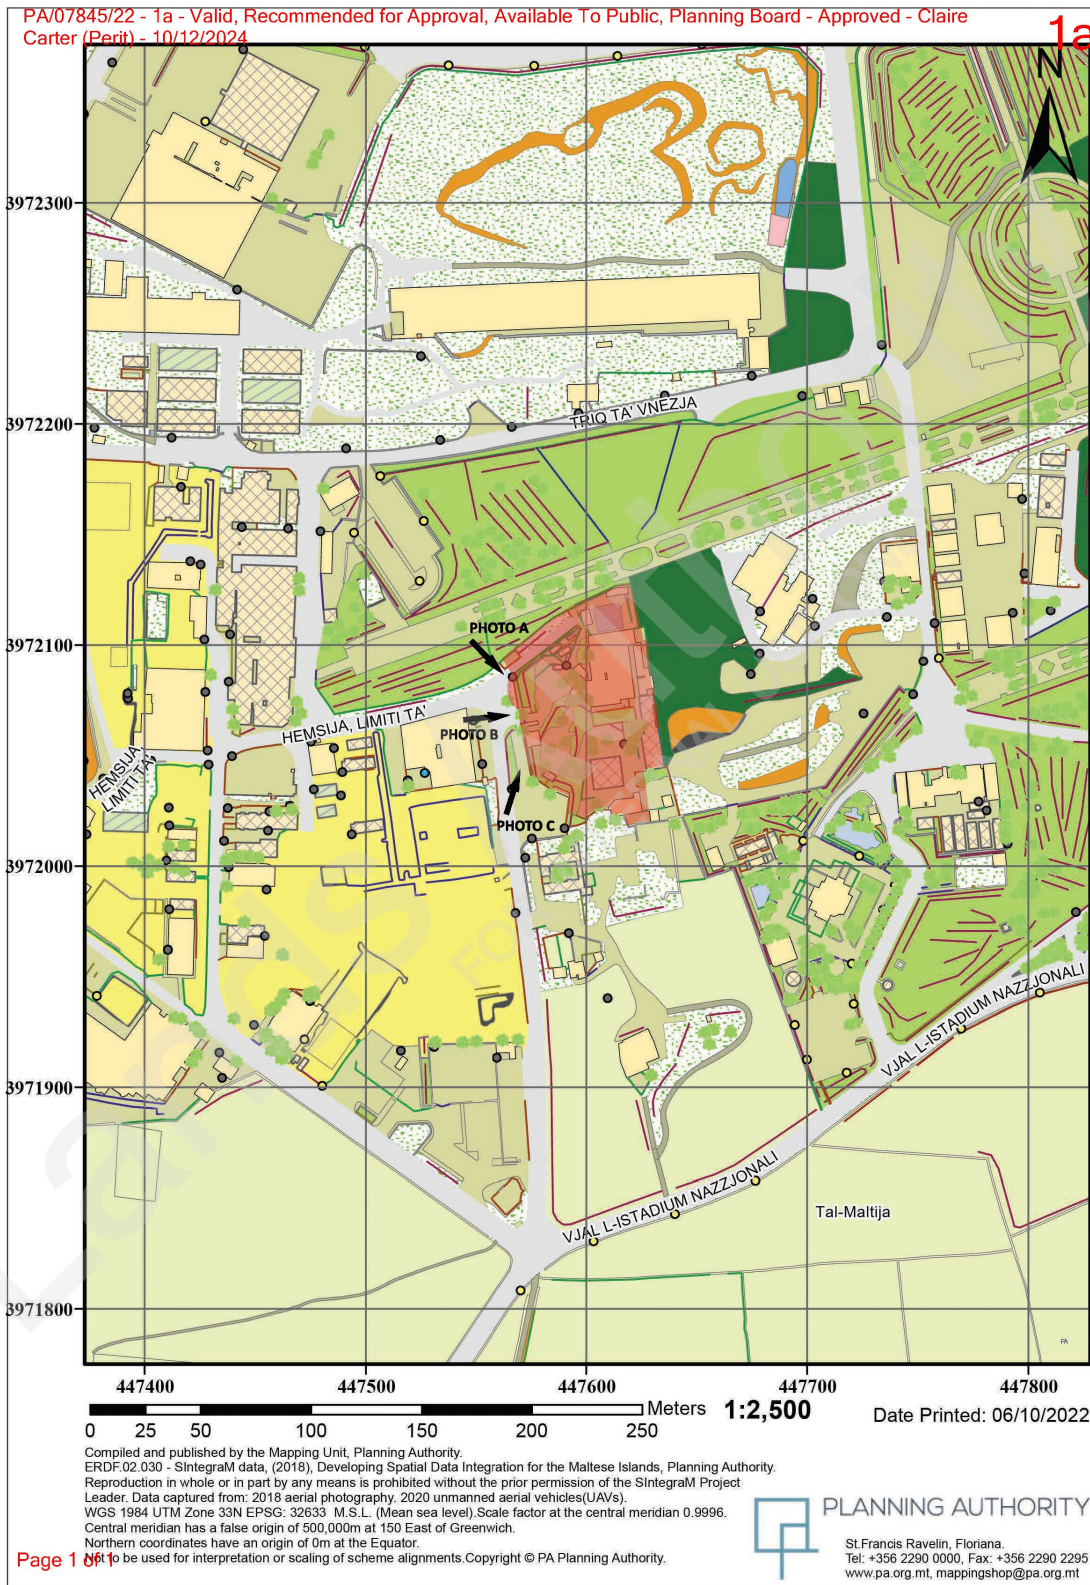 PA/07845/22 - 1a - Valid, Recommended for Approval, Available To Public, Planning Board - Approved - Claire
Carter (Perit) - 10/12/2024
1a
N
3972300
3972200
3972100
3972000
3971900
3971800
TRIQ TA' VNEZJA
PHOTO A
HEMSIJA, LIMITI TA'
PHOTO B
HEMSIJA,
LIMITI TA'
PHOTO C
VJAL L-ISTADIUM NAZZJONALI
VJAL L-ISTADIUM NAZZJONALI
Tal-Maltija
PA
447400
447500
447600
447700
447800
0 25 50 100 150 200 250 Meters
1:2,500
Date Printed: 06/10/2022
Compiled and published by the Mapping Unit, Planning Authority.
ERDF.02.030 - SIntegraM data, (2018), Developing Spatial Data Integration for the Maltese Islands, Planning Authority.
Reproduction in whole or in part by any means is prohibited without the prior permission of the SIntegraM Project
Leader. Data captured from: 2018 aerial photography. 2020 unmanned aerial vehicles(UAVs).
WGS 1984 UTM Zone 33N EPSG: 32633 M.S.L. (Mean sea level).Scale factor at the central meridian 0.9996.
Central meridian has a false origin of 500,000m at 150 East of Greenwich.
Northern coordinates have an origin of 0m at the Equator.
Not to be used for interpretation or scaling of scheme alignments.Copyright © PA Planning Authority.
Page 1 of 1
PLANNING AUTHORITY
St.Francis Ravelin, Floriana.
Tel: +356 2290 0000, Fax: +356 2290 2295
www.pa.org.mt, mappingshop@pa.org.mt